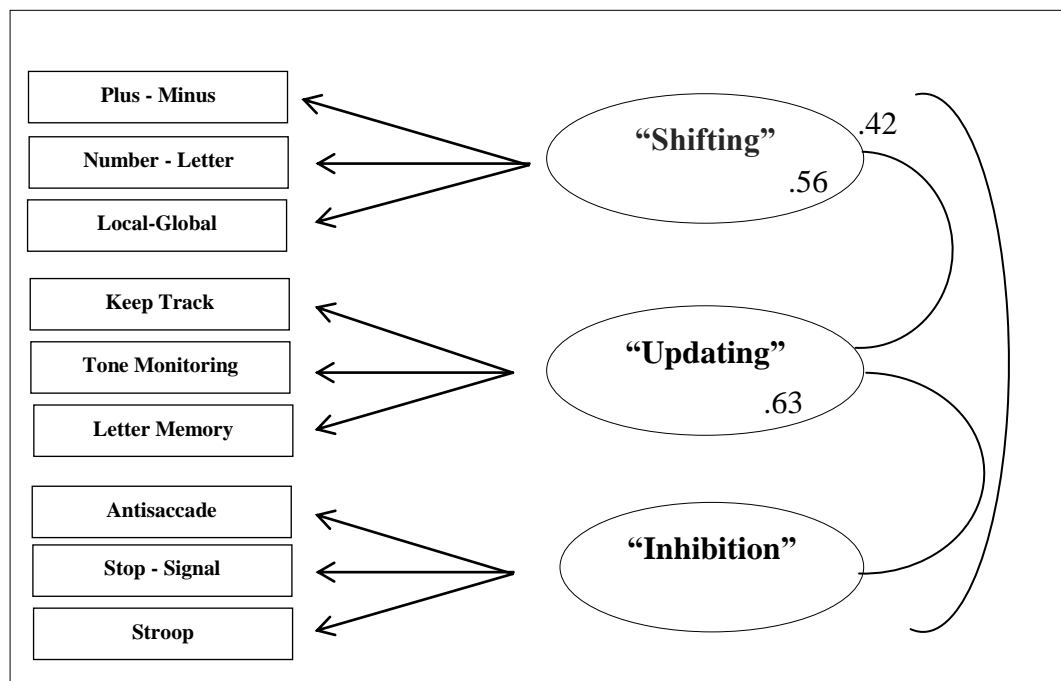 Plus - Minus
Number - Letter
Local-Global
“Shifting”
.42
.56
Keep Track
Tone Monitoring
Letter Memory
“Updating”
.63
Antisaccade
Stop - Signal
Stroop
“Inhibition”